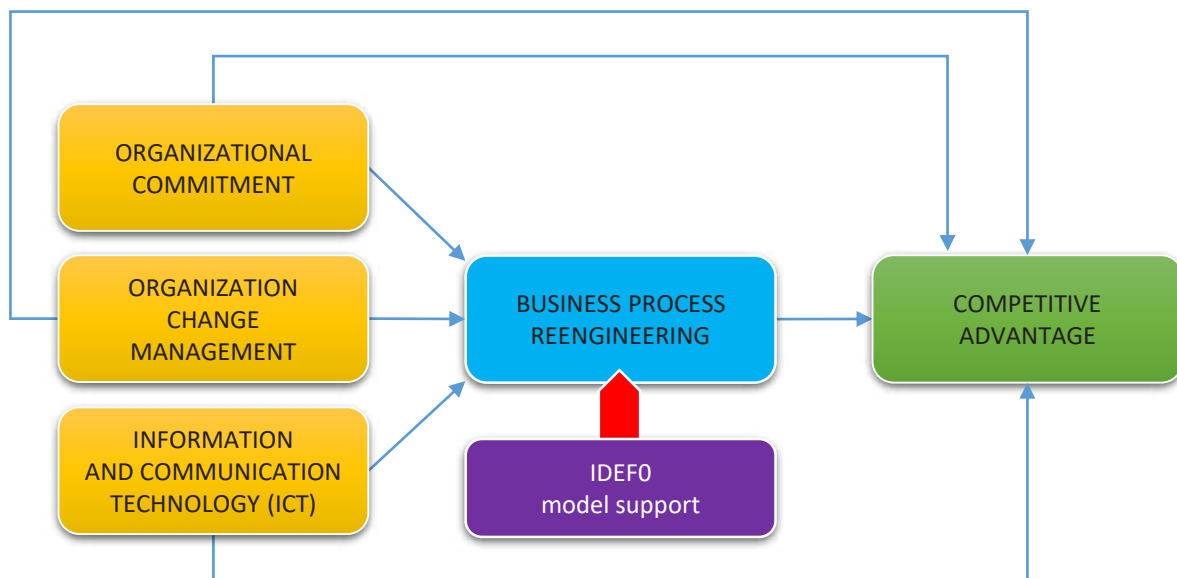 ORGANIZATIONAL
COMMITMENT
ORGANIZATION
CHANGE
MANAGEMENT
BUSINESS PROCESS
REENGINEERING
COMPETITIVE
ADVANTAGE
INFORMATION
AND COMMUNICATION
TECHNOLOGY (ICT)
IDEF0
model support